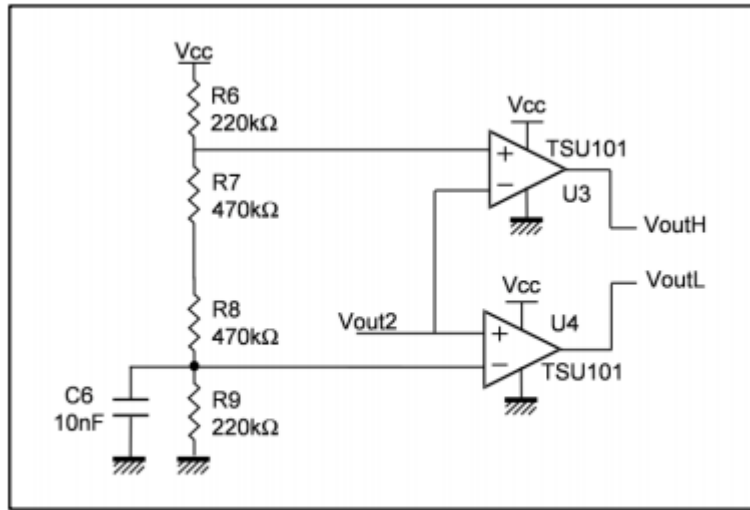 Vcc
R6
220kΩ
Vcc
+
TSU101
−
U3
R7
470kΩ
VoutH
VoutL
Vcc
R8
470kΩ
Vout2
U4
+
−
TSU101
C6
10nF
R9
220kΩ